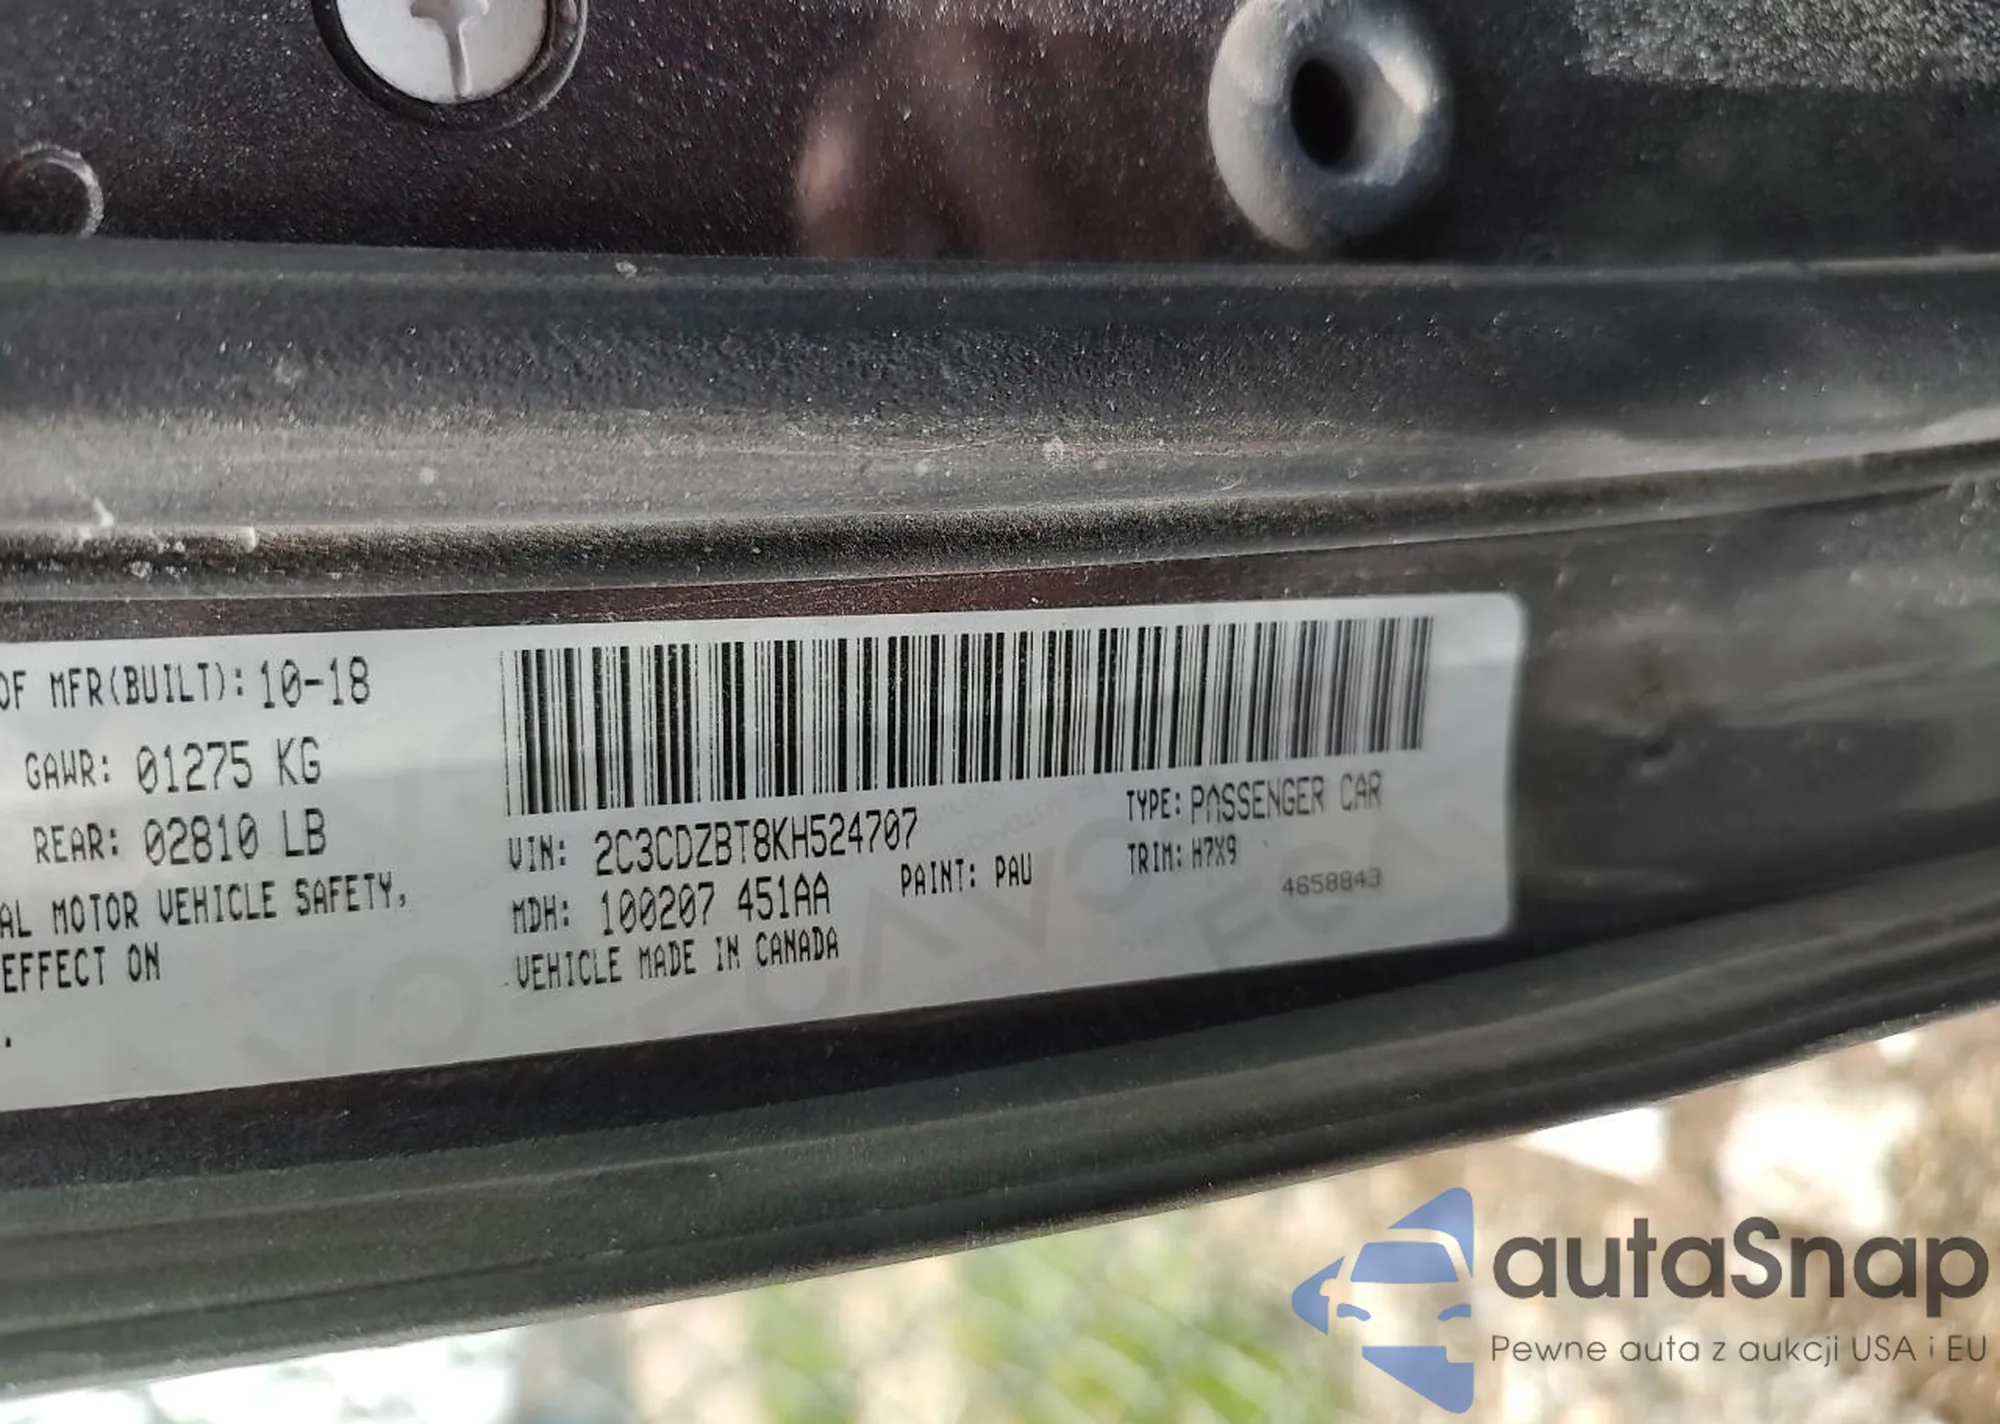 OF MFR(BUILT): 10-18
GAWR: 01275 KG
REAR: 02810 LB
AL MOTOR VEHICLE SAFETY,
EFFECT ON
.
VIN: 2C3CDZBT8KH524707
TYPE: PASSENGER CAR
MDH: 100207 451AA
PAINT: PAU
TRIM: H7X9
VEHICLE MADE IN CANADA
4658843
autaSnap
Pewne auta z aukcji USA i EU